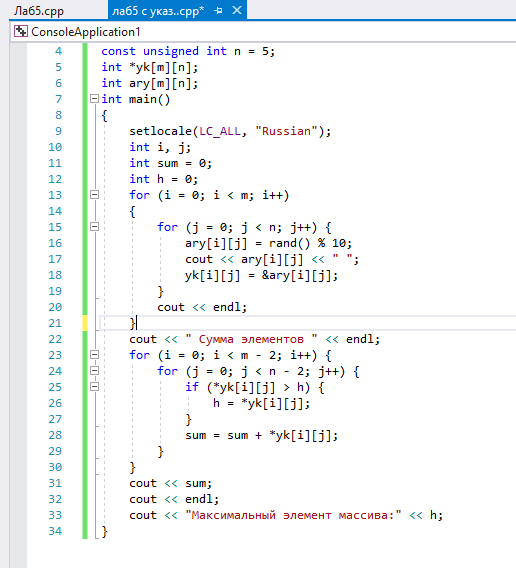 Лаб5.cpp лаб5 с указ..cpp*
ConsoleApplication1
4 const unsigned int n = 5;
5 int *yk[m][n];
6 int ary[m][n];
7 int main()
8 {
9 setlocale(LC_ALL, "Russian");
10 int i, j;
11 int sum = 0;
12 int h = 0;
13 for (i = 0; i < m; i++)
14 {
15 for (j = 0; j < n; j++) {
16 ary[i][j] = rand() % 10;
17 cout << ary[i][j] << " ";
18 yk[i][j] = &ary[i][j];
19 }
20 cout << endl;
21 }
22 cout << " Сумма элементов " << endl;
23 for (i = 0; i < m - 2; i++) {
24 for (j = 0; j < n - 2; j++) {
25 if (*yk[i][j] > h) {
26 h = *yk[i][j];
27 }
28 sum = sum + *yk[i][j];
29 }
30 }
31 cout << sum;
32 cout << endl;
33 cout << "Максимальный элемент массива:" << h;
34 }